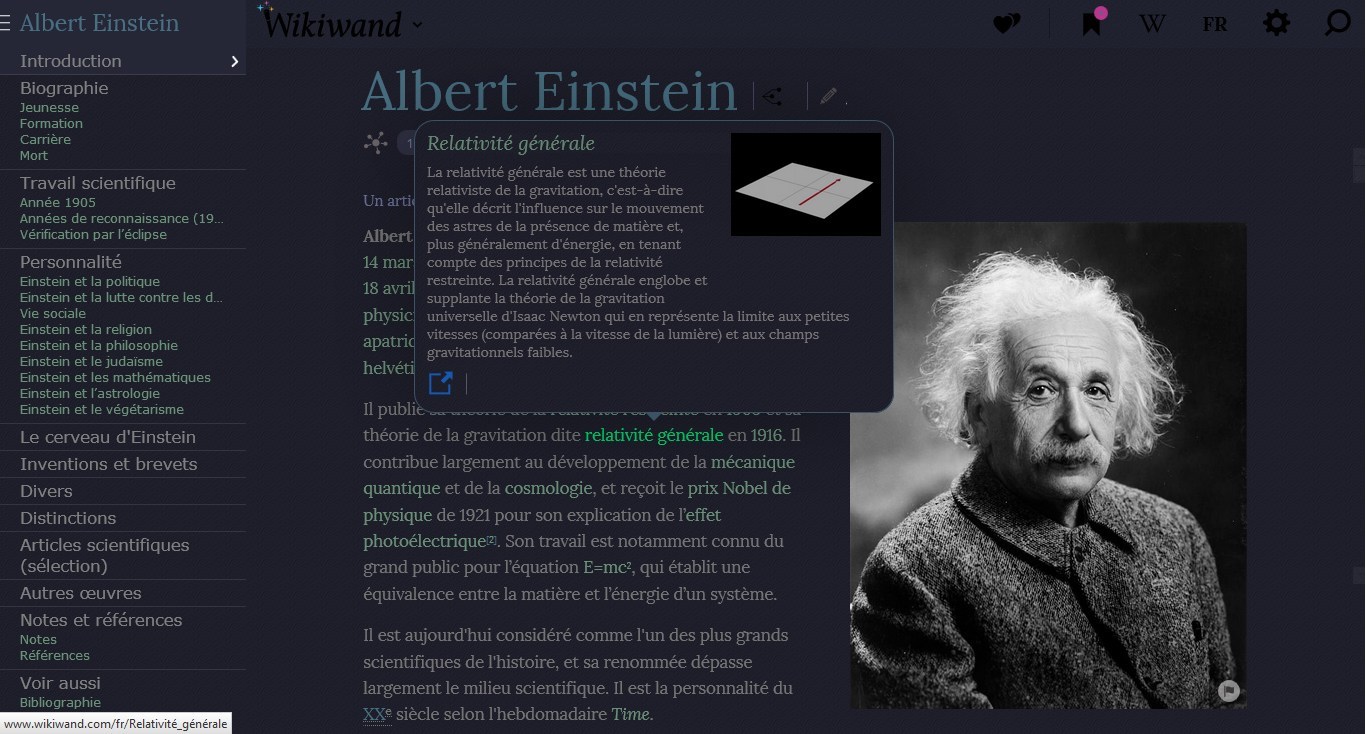 Albert Einstein
Introduction
Biographie
Jeunesse
Formation
Carrière
Mort
Travail scientifique
Année 1905
Années de reconnaissance (19...
Vérification par l'éclipse
Personnalité
Einstein et la politique
Einstein et la lutte contre les d...
Vie sociale
Einstein et la religion
Einstein et la philosophie
Einstein et le judaïsme
Einstein et les mathématiques
Einstein et l'astrologie
Einstein et le végétarisme
Le cerveau d'Einstein
Inventions et brevets
Divers
Distinctions
Articles scientifiques
(sélection)
Autres œuvres
Notes et références
Notes
Références
Voir aussi
Bibliographie
www.wikiwand.com/fr/Relativité_générale
Wikiwand
W
FR
Albert Einstein
1
Relativité générale
La relativité générale est une théorie
relativiste de la gravitation, c'est-à-dire
qu'elle décrit l'influence sur le mouvement
des astres de la présence de matière et,
plus généralement d'énergie, en tenant
compte des principes de la relativité
restreinte. La relativité générale englobe et
supplante la théorie de la gravitation
universelle d'Isaac Newton qui en représente la limite aux petites
vitesses (comparées à la vitesse de la lumière) et aux champs
gravitationnels faibles.
Un artic
Albert
14 mar
18 avril
physici
apatrid
helvéti
Il publie sa théorie de la relativité restreinte en 1905 et sa
théorie de la gravitation dite relativité générale en 1916. Il
contribue largement au développement de la mécanique
quantique et de la cosmologie, et reçoit le prix Nobel de
physique de 1921 pour son explication de l'effet
photoélectrique[2]. Son travail est notamment connu du
grand public pour l'équation E=mc², qui établit une
équivalence entre la matière et l'énergie d'un système.
Il est aujourd'hui considéré comme l'un des plus grands
scientifiques de l'histoire, et sa renommée dépasse
largement le milieu scientifique. Il est la personnalité du
XXe siècle selon l'hebdomadaire Time.